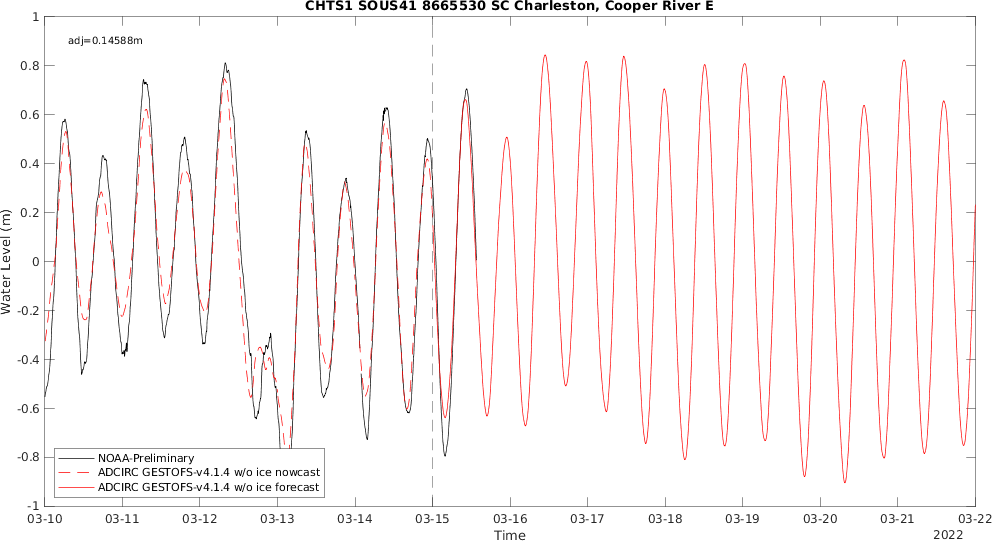 CHTS1 SOUS41 8665530 SC Charleston, Cooper River E
adj=0.14588m
1
0.8
0.6
0.4
0.2
0
-0.2
-0.4
-0.6
-0.8
-1
Water Level (m)
NOAA-Preliminary
ADCIRC GESTOFS-v4.1.4 w/o ice nowcast
ADCIRC GESTOFS-v4.1.4 w/o ice forecast
03-10 03-11 03-12 03-13 03-14 03-15 03-16 03-17 03-18 03-19 03-20 03-21 03-22
Time
2022